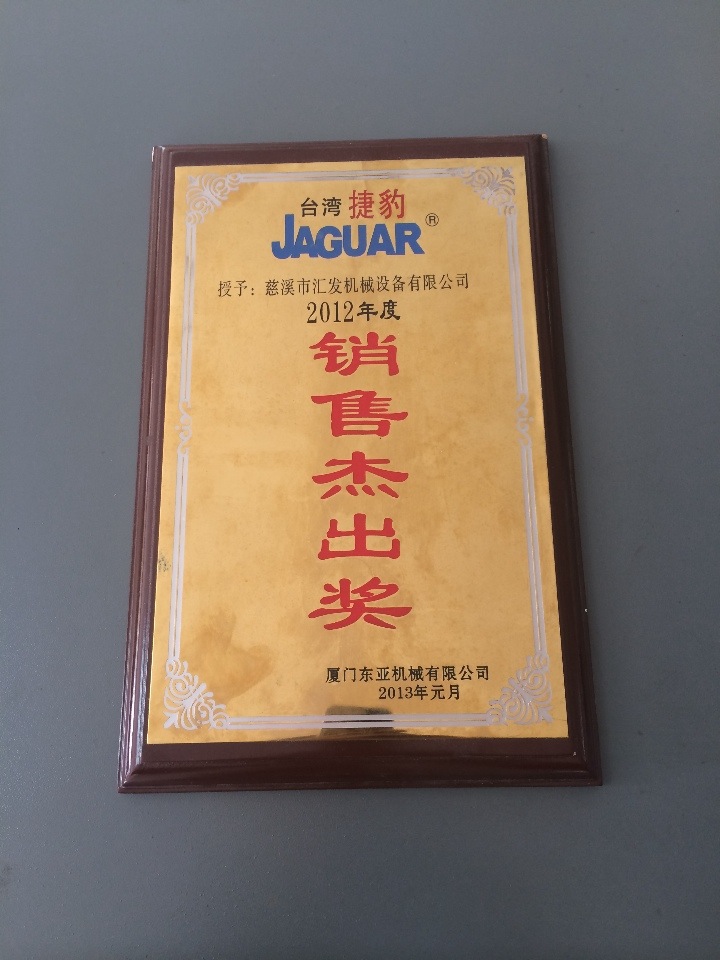 台湾 捷豹
JAGUAR®
授予：慈溪市汇发机械设备有限公司
2012年度
销
售
杰
出
奖
厦门东亚机械有限公司
2013年元月